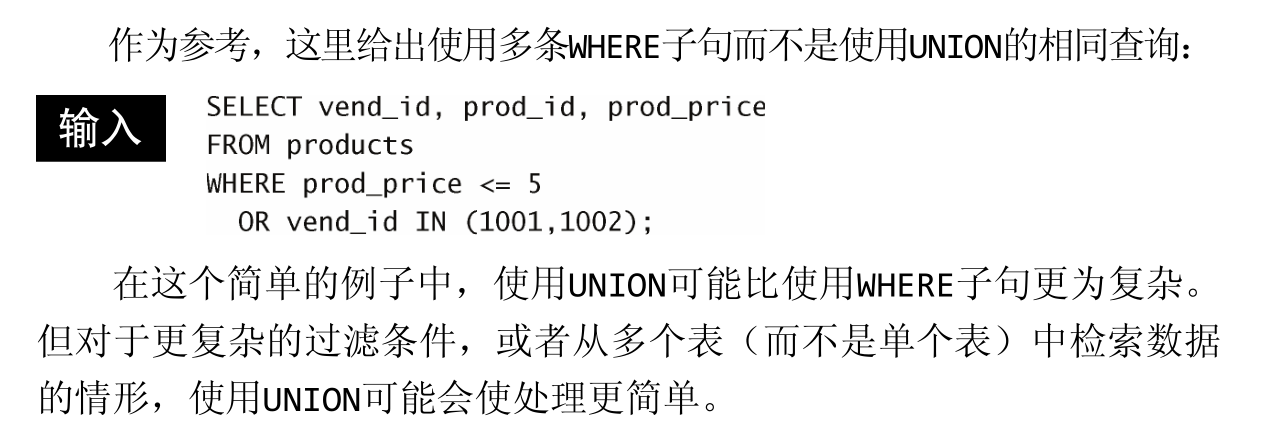 作为参考，这里给出使用多条WHERE子句而不是使用UNION的相同查询：
输入
SELECT vend_id, prod_id, prod_price
FROM products
WHERE prod_price <= 5
  OR vend_id IN (1001,1002);
在这个简单的例子中，使用UNION可能比使用WHERE子句更为复杂。
但对于更复杂的过滤条件，或者从多个表（而不是单个表）中检索数据
的情形，使用UNION可能会使处理更简单。